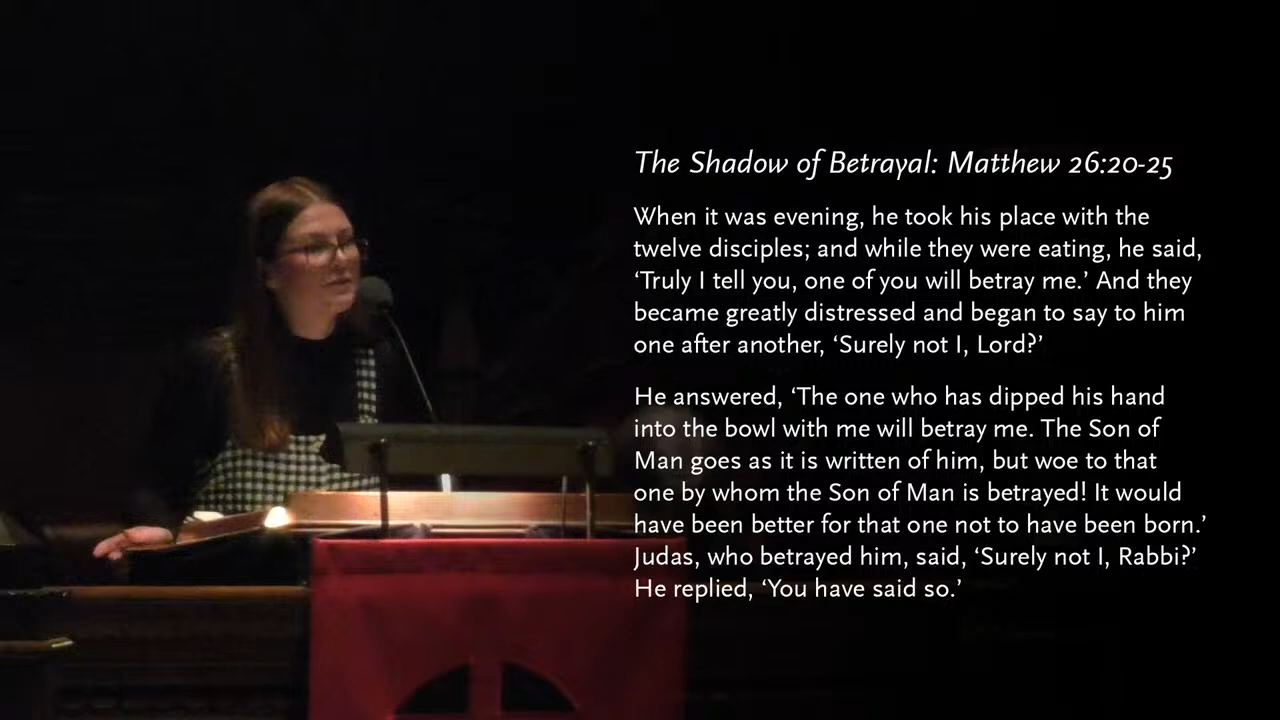 The Shadow of Betrayal: Matthew 26:20-25
When it was evening, he took his place with the
twelve disciples; and while they were eating, he said,
‘Truly I tell you, one of you will betray me.’ And they
became greatly distressed and began to say to him
one after another, ‘Surely not I, Lord?’
He answered, ‘The one who has dipped his hand
into the bowl with me will betray me. The Son of
Man goes as it is written of him, but woe to that
one by whom the Son of Man is betrayed! It would
have been better for that one not to have been born.’
Judas, who betrayed him, said, ‘Surely not I, Rabbi?’
He replied, ‘You have said so.’